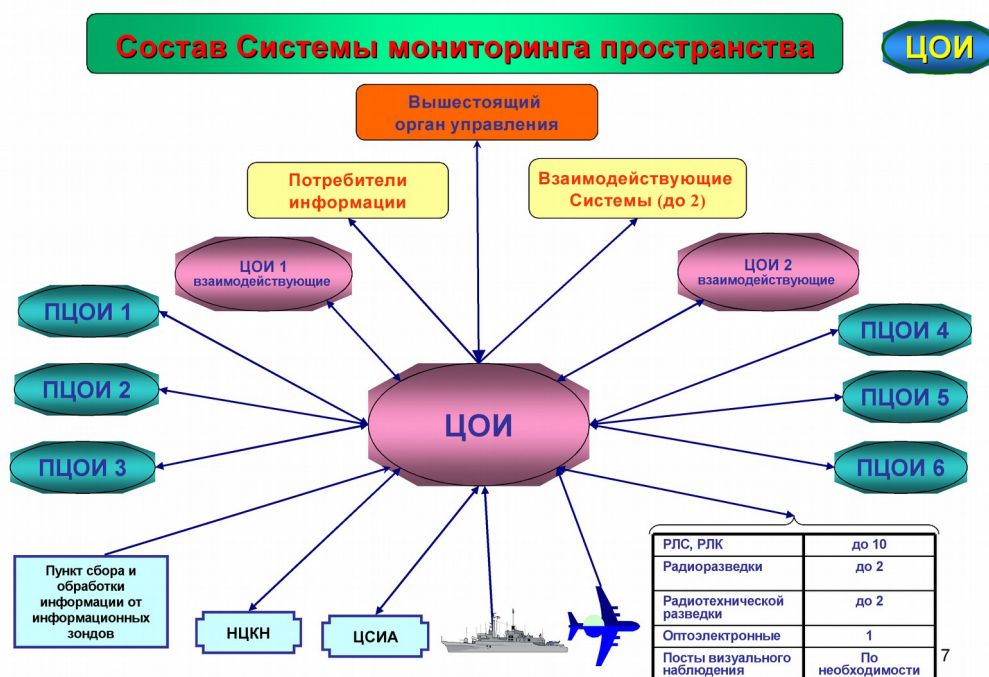 Состав Системы мониторинга пространства
ЦОИ
Вышестоящий
орган управления
Потребители
информации
Взаимодействующие
Системы (до 2)
ЦОИ 1
взаимодействующие
ЦОИ 2
взаимодействующие
ПЦОИ 1
ПЦОИ 2
ПЦОИ 3
ЦОИ
ПЦОИ 4
ПЦОИ 5
ПЦОИ 6
Пункт сбора и
обработки
информации от
информационных
зондов
НЦКН
ЦСИА
РЛС, РЛК до 10
Радиоразведки до 2
Радиотехнической
разведки до 2
Оптоэлектронные 1
Посты визуального
наблюдения
По
необходимости
7